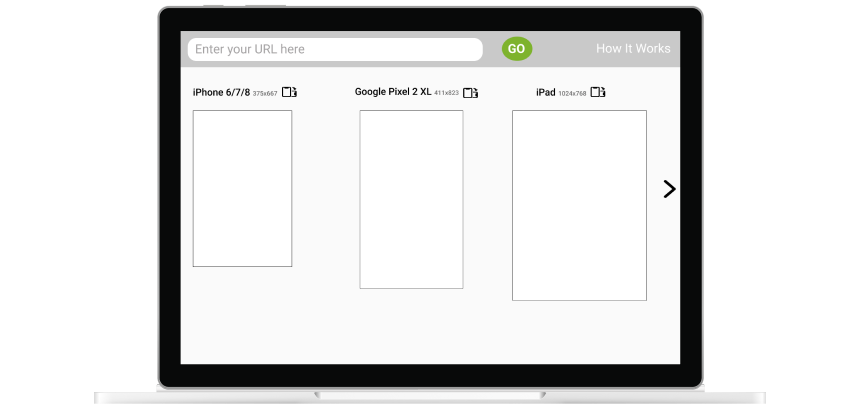 Enter your URL here
GO
How It Works
iPhone 6/7/8 375x667
Google Pixel 2 XL 411x823
iPad 1024x768